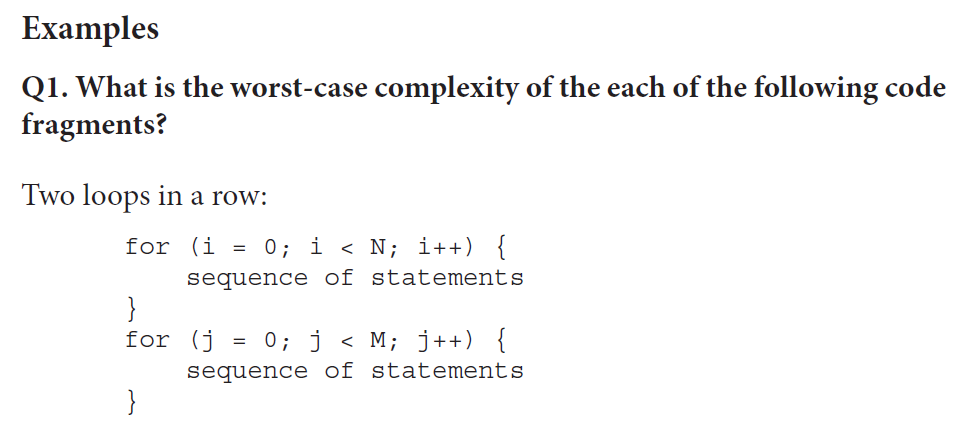 Examples
Q1. What is the worst-case complexity of the each of the following code
fragments?
Two loops in a row:
for (i = 0; i < N; i++) {
    sequence of statements
}
for (j = 0; j < M; j++) {
    sequence of statements
}